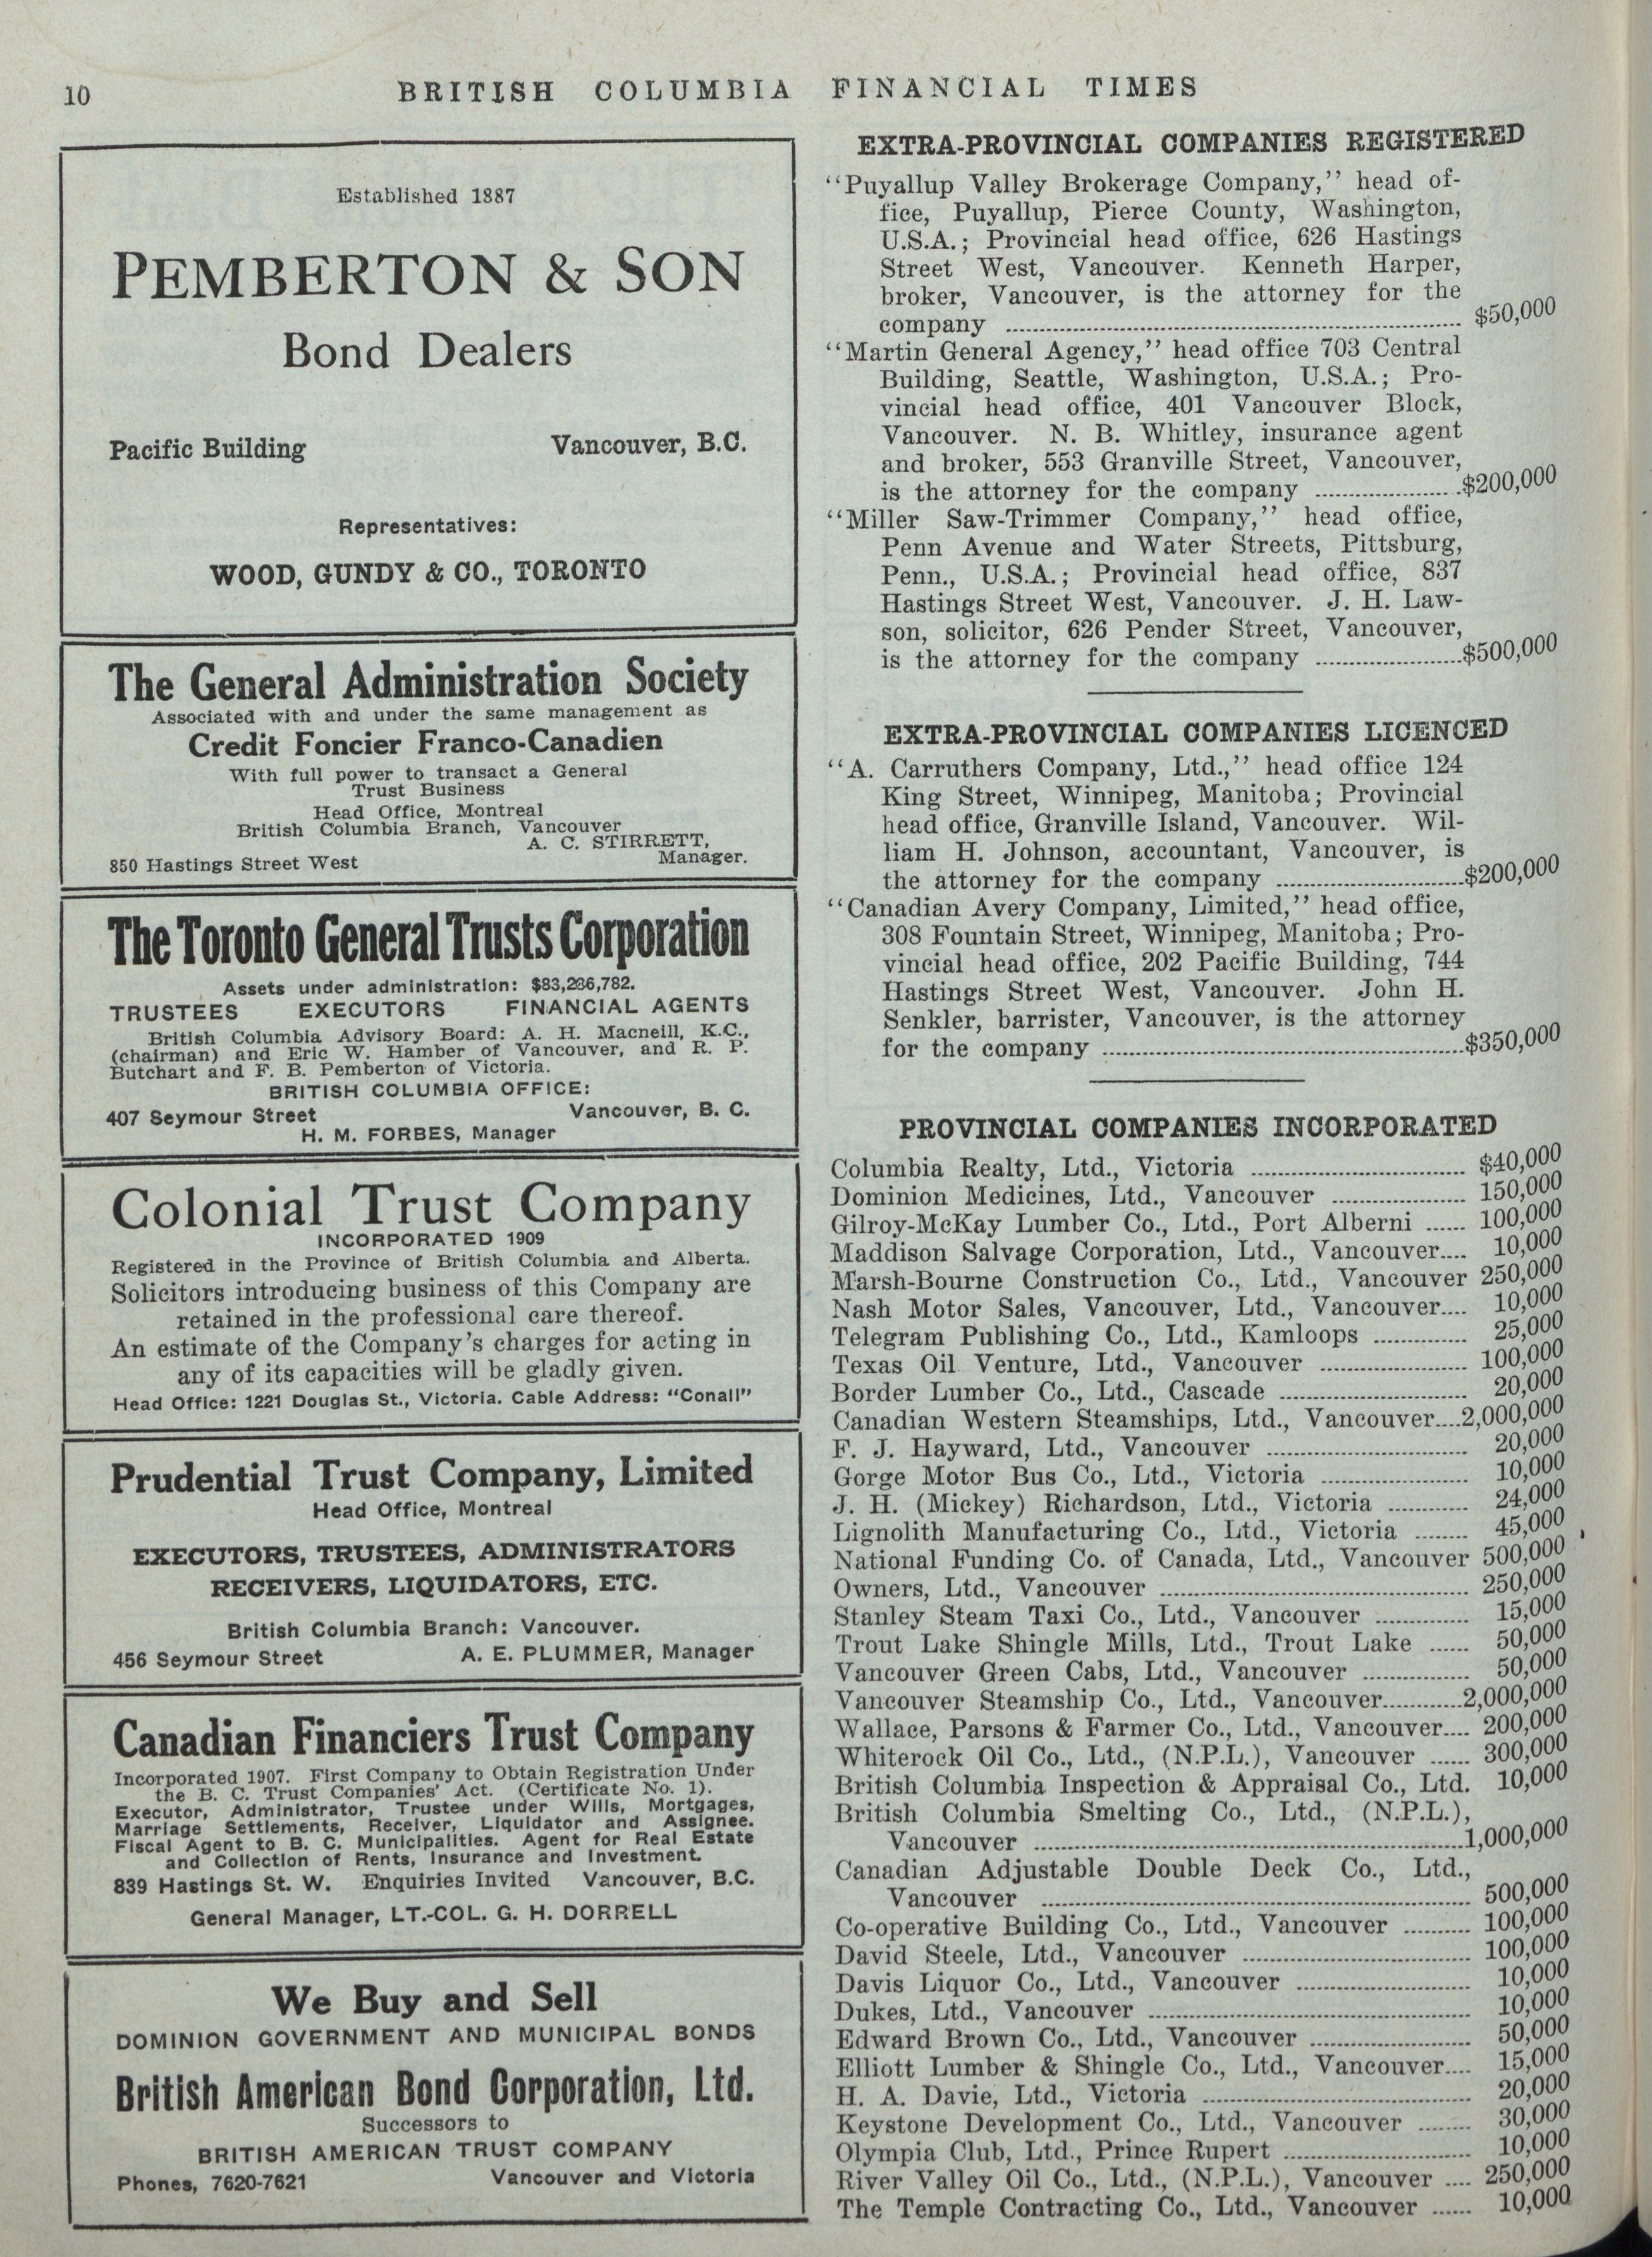 10
BRITISH COLUMBIA FINANCIAL TIMES
Established 1887
PEMBERTON & SON
Bond Dealers
Pacific Building Vancouver, B.C.
Representatives:
WOOD, GUNDY & CO., TORONTO
The General Administration Society
Associated with and under the same management as
Credit Foncier Franco-Canadien
With full power to transact a General
Trust Business
Head Office, Montreal
British Columbia Branch, Vancouver
A. C. STIRRETT,
850 Hastings Street West Manager.
The Toronto General Trusts Corporation
Assets under administration: $83,286,782.
TRUSTEES EXECUTORS FINANCIAL AGENTS
British Columbia Advisory Board: A. H. Macneill, K.C.,
(chairman) and Eric W. Hamber of Vancouver, and R. P.
Butchart and F. B. Pemberton of Victoria.
BRITISH COLUMBIA OFFICE:
407 Seymour Street Vancouver, B. C.
H. M. FORBES, Manager
Colonial Trust Company
INCORPORATED 1909
Registered in the Province of British Columbia and Alberta.
Solicitors introducing business of this Company are
retained in the professional care thereof.
An estimate of the Company's charges for acting in
any of its capacities will be gladly given.
Head Office: 1221 Douglas St., Victoria. Cable Address: "Conall"
Prudential Trust Company, Limited
Head Office, Montreal
EXECUTORS, TRUSTEES, ADMINISTRATORS
RECEIVERS, LIQUIDATORS, ETC.
British Columbia Branch: Vancouver.
456 Seymour Street A. E. PLUMMER, Manager
Canadian Financiers Trust Company
Incorporated 1907. First Company to Obtain Registration Under
the B. C. Trust Companies' Act. (Certificate No. 1).
Executor, Administrator, Trustee under Wills, Mortgages,
Marriage Settlements, Receiver, Liquidator and Assignee.
Fiscal Agent to B. C. Municipalities. Agent for Real Estate
and Collection of Rents, Insurance and Investment.
839 Hastings St. W. Enquiries Invited Vancouver, B.C.
General Manager, LT.-COL. G. H. DORRELL
We Buy and Sell
DOMINION GOVERNMENT AND MUNICIPAL BONDS
British American Bond Corporation, Ltd.
Successors to
BRITISH AMERICAN TRUST COMPANY
Phones, 7620-7621 Vancouver and Victoria
EXTRA-PROVINCIAL COMPANIES REGISTERED
"Puyallup Valley Brokerage Company," head of-
fice, Puyallup, Pierce County, Washington,
U.S.A.; Provincial head office, 626 Hastings
Street West, Vancouver. Kenneth Harper,
broker, Vancouver, is the attorney for the
company ........ $50,000
"Martin General Agency," head office 703 Central
Building, Seattle, Washington, U.S.A.; Pro-
vincial head office, 401 Vancouver Block,
Vancouver. N. B. Whitley, insurance agent
and broker, 553 Granville Street, Vancouver,
is the attorney for the company ........ $200,000
"Miller Saw-Trimmer Company," head office,
Penn Avenue and Water Streets, Pittsburg,
Penn., U.S.A.; Provincial head office, 837
Hastings Street West, Vancouver. J. H. Law-
son, solicitor, 626 Pender Street, Vancouver,
is the attorney for the company ........ $500,000
EXTRA-PROVINCIAL COMPANIES LICENCED
"A. Carruthers Company, Ltd.," head office 124
King Street, Winnipeg, Manitoba; Provincial
head office, Granville Island, Vancouver. Wil-
liam H. Johnson, accountant, Vancouver, is
the attorney for the company ........ $200,000
"Canadian Avery Company, Limited," head office,
308 Fountain Street, Winnipeg, Manitoba; Pro-
vincial head office, 202 Pacific Building, 744
Hastings Street West, Vancouver. John H.
Senkler, barrister, Vancouver, is the attorney
for the company ........ $350,000
PROVINCIAL COMPANIES INCORPORATED
Columbia Realty, Ltd., Victoria ........ $40,000
Dominion Medicines, Ltd., Vancouver ........ 150,000
Gilroy-McKay Lumber Co., Ltd., Port Alberni ...... 100,000
Maddison Salvage Corporation, Ltd., Vancouver.... 10,000
Marsh-Bourne Construction Co., Ltd., Vancouver 250,000
Nash Motor Sales, Vancouver, Ltd., Vancouver.... 10,000
Telegram Publishing Co., Ltd., Kamloops ........ 25,000
Texas Oil Venture, Ltd., Vancouver ........ 100,000
Border Lumber Co., Ltd., Cascade ........ 20,000
Canadian Western Steamships, Ltd., Vancouver....2,000,000
F. J. Hayward, Ltd., Vancouver ........ 20,000
Gorge Motor Bus Co., Ltd., Victoria ........ 10,000
J. H. (Mickey) Richardson, Ltd., Victoria ........ 24,000
Lignolith Manufacturing Co., Ltd., Victoria ........ 45,000
National Funding Co. of Canada, Ltd., Vancouver 500,000
Owners, Ltd., Vancouver ........ 250,000
Stanley Steam Taxi Co., Ltd., Vancouver ........ 15,000
Trout Lake Shingle Mills, Ltd., Trout Lake ...... 50,000
Vancouver Green Cabs, Ltd., Vancouver ........ 50,000
Vancouver Steamship Co., Ltd., Vancouver........2,000,000
Wallace, Parsons & Farmer Co., Ltd., Vancouver.... 200,000
Whiterock Oil Co., Ltd., (N.P.L.), Vancouver ...... 300,000
British Columbia Inspection & Appraisal Co., Ltd. 10,000
British Columbia Smelting Co., Ltd., (N.P.L.),
Vancouver ........1,000,000
Canadian Adjustable Double Deck Co., Ltd.,
Vancouver ........ 500,000
Co-operative Building Co., Ltd., Vancouver ........ 100,000
David Steele, Ltd., Vancouver ........ 100,000
Davis Liquor Co., Ltd., Vancouver ........ 10,000
Dukes, Ltd., Vancouver ........ 10,000
Edward Brown Co., Ltd., Vancouver ........ 50,000
Elliott Lumber & Shingle Co., Ltd., Vancouver.... 15,000
H. A. Davie, Ltd., Victoria ........ 20,000
Keystone Development Co., Ltd., Vancouver ........ 30,000
Olympia Club, Ltd., Prince Rupert ........ 10,000
River Valley Oil Co., Ltd., (N.P.L.), Vancouver .... 250,000
The Temple Contracting Co., Ltd., Vancouver ...... 10,000